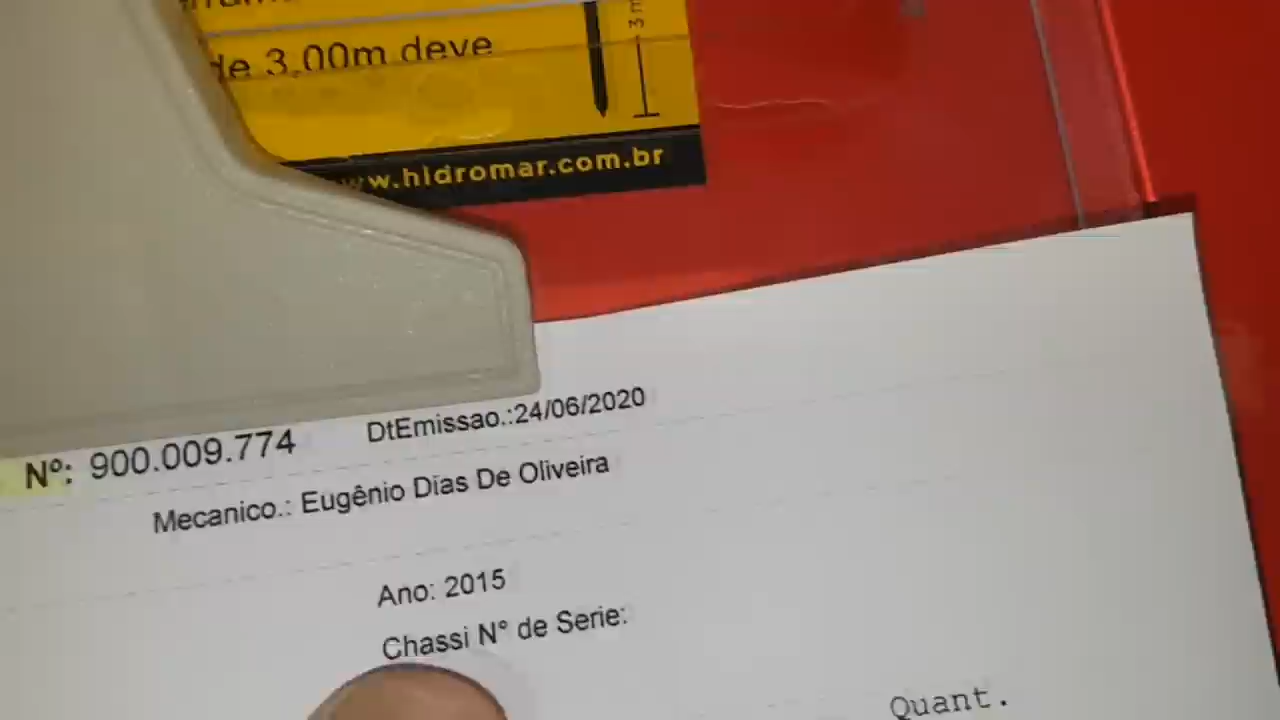 de 3,00m deve
3 m
www.hidromar.com.br
Nº: 900.009.774 DtEmissao.:24/06/2020
Mecanico.: Eugênio Dias De Oliveira
Ano: 2015
Chassi N° de Serie:
Quant.